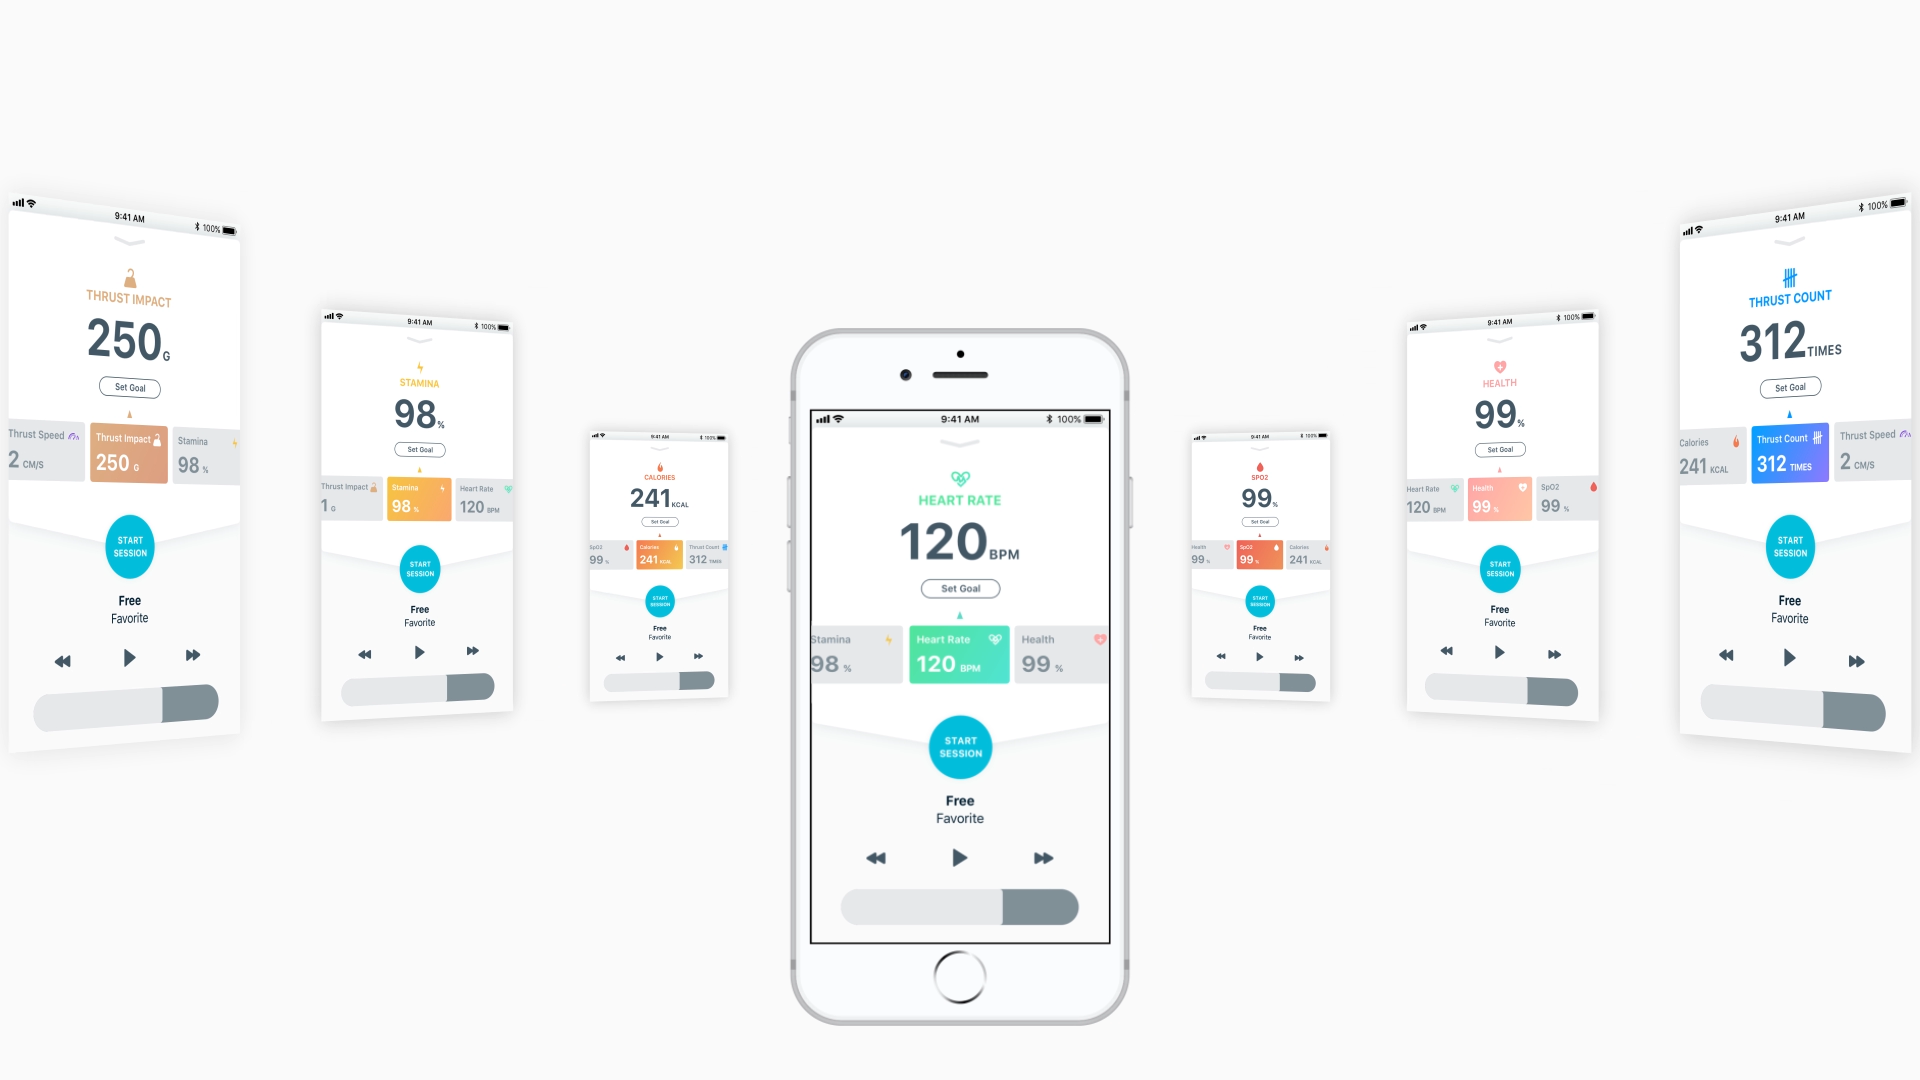 9:41 AM
100%
THRUST IMPACT
250 G
Set Goal
Thrust Speed
2 CM/S
Thrust Impact
250 G
Stamina
98 %
START
SESSION
Free
Favorite
9:41 AM
100%
STAMINA
98 %
Set Goal
Thrust Impact
1 G
Stamina
98 %
Heart Rate
120 BPM
START
SESSION
Free
Favorite
9:41 AM
100%
CALORIES
241 KCAL
Set Goal
SpO2
99 %
Calories
241 KCAL
Thrust Count
312 TIMES
START
SESSION
Free
Favorite
9:41 AM
100%
HEART RATE
120 BPM
Set Goal
Stamina
98 %
Heart Rate
120 BPM
Health
99 %
START
SESSION
Free
Favorite
9:41 AM
100%
SPO2
99 %
Set Goal
Health
99 %
SpO2
99 %
Calories
241 KCAL
START
SESSION
Free
Favorite
9:41 AM
100%
HEALTH
99 %
Set Goal
Heart Rate
120 BPM
Health
99 %
SpO2
99 %
START
SESSION
Free
Favorite
9:41 AM
100%
THRUST COUNT
312 TIMES
Set Goal
Calories
241 KCAL
Thrust Count
312 TIMES
Thrust Speed
2 CM/S
START
SESSION
Free
Favorite